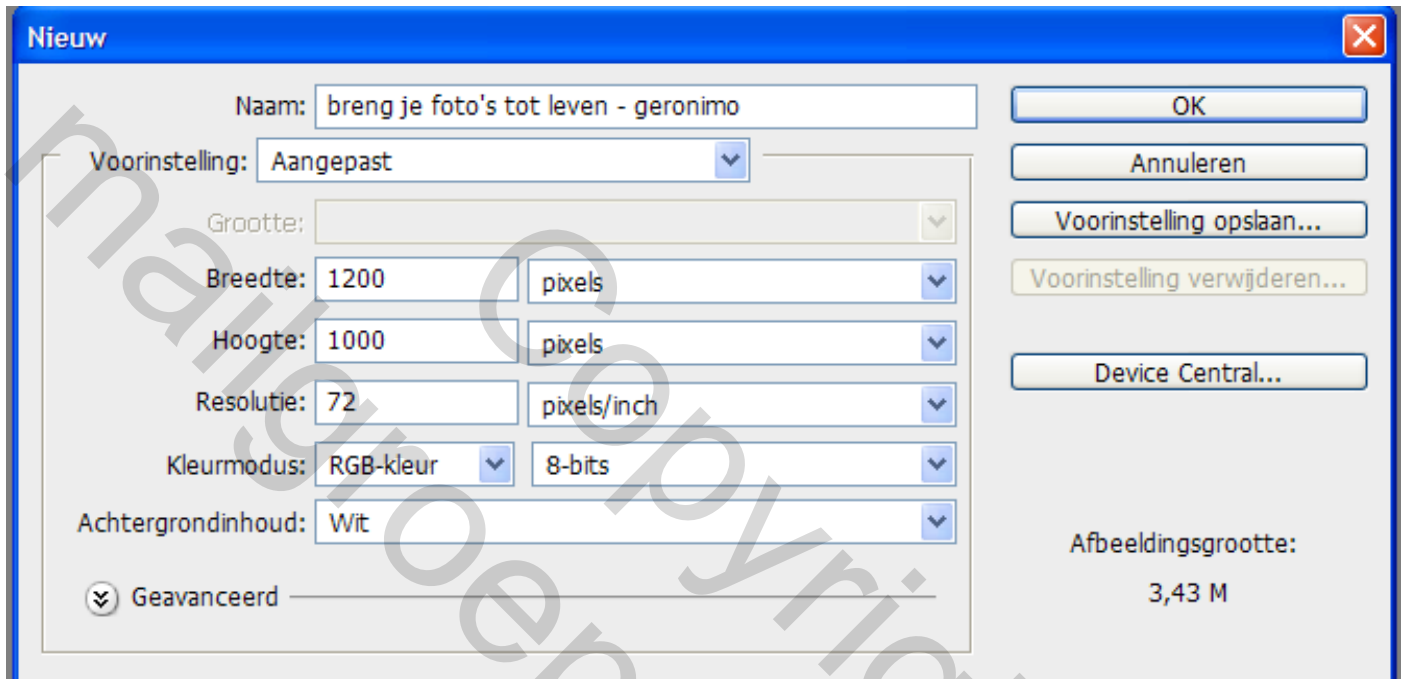 Nieuw
Naam: breng je foto's tot leven - geronimo
OK
Voorinstelling: Aangepast
Annuleren
Grootte:
Voorinstelling opslaan...
Breedte: 1200 pixels
Voorinstelling verwijderen...
Hoogte: 1000 pixels
Device Central...
Resolutie: 72 pixels/inch
Kleurmodus: RGB-kleur 8-bits
Achtergrondinhoud: Wit
Afbeeldingsgrootte:
3,43 M
Geavanceerd